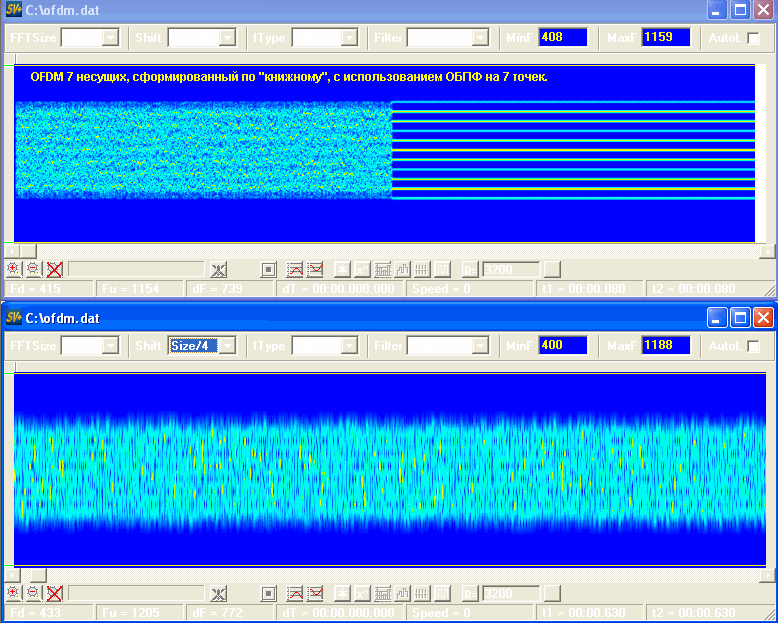 SV+ C:\ofdm.dat
FFTSize Shift IType Filter MinF 408 MaxF 1159 AutoL
OFDM 7 несущих, сформированный по "книжному", с использованием ОБПФ на 7 точек.
R= 3200
Fd = 415 Fu = 1154 dF = 739 dT = 00:00.000.000 Speed = 0 t1 = 00:00.080 t2 = 00:00.080
SV+ C:\ofdm.dat
FFTSize Shift Size/4 IType Filter MinF 400 MaxF 1188 AutoL
R= 3200
Fd = 433 Fu = 1205 dF = 772 dT = 00:00.000.000 Speed = 0 t1 = 00:00.630 t2 = 00:00.630